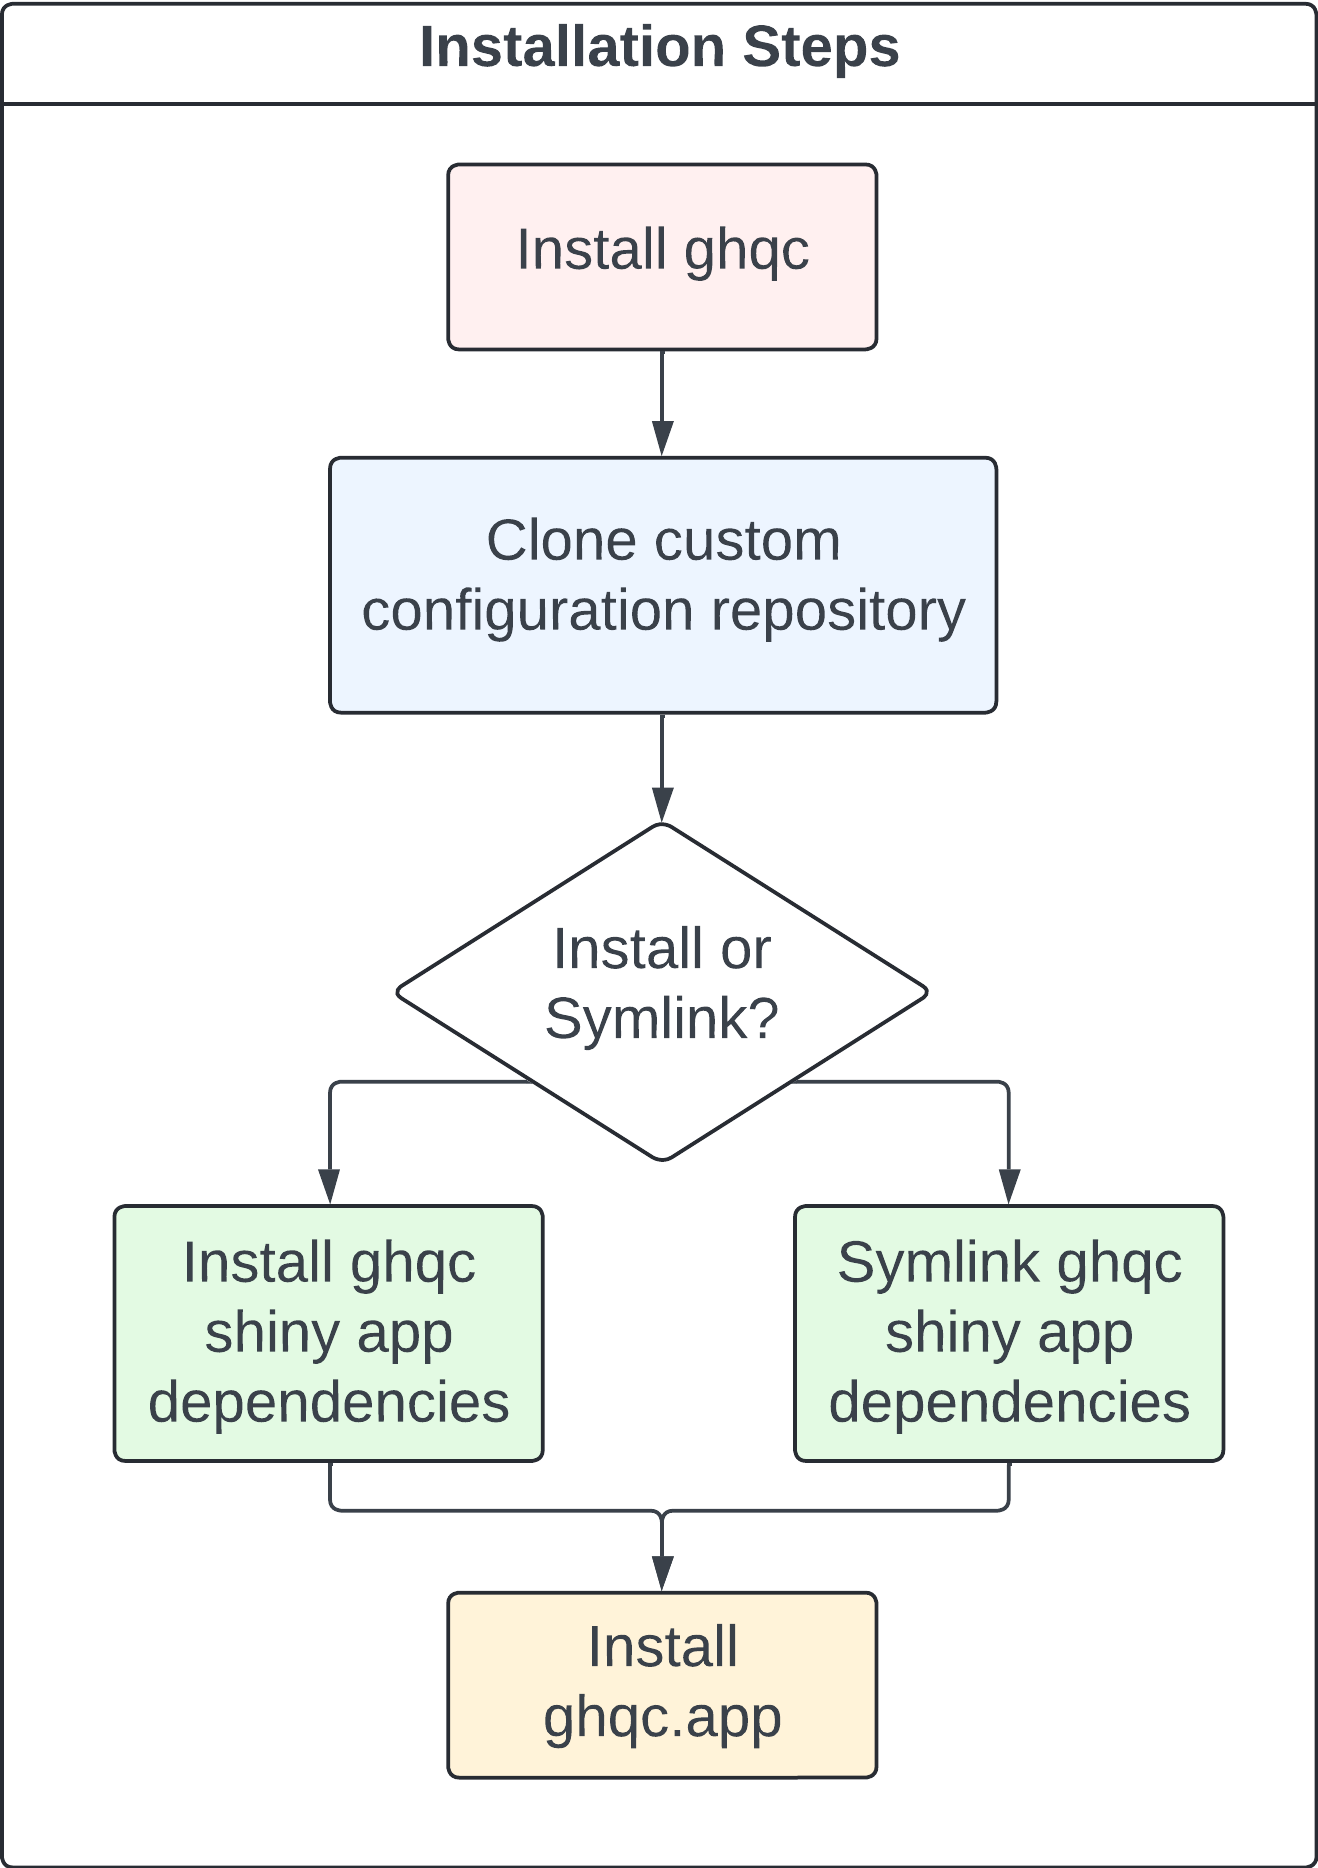 Installation Steps
Install ghqc
Clone custom
configuration repository
Install or
Symlink?
Install ghqc
shiny app
dependencies
Symlink ghqc
shiny app
dependencies
Install
ghqc.app